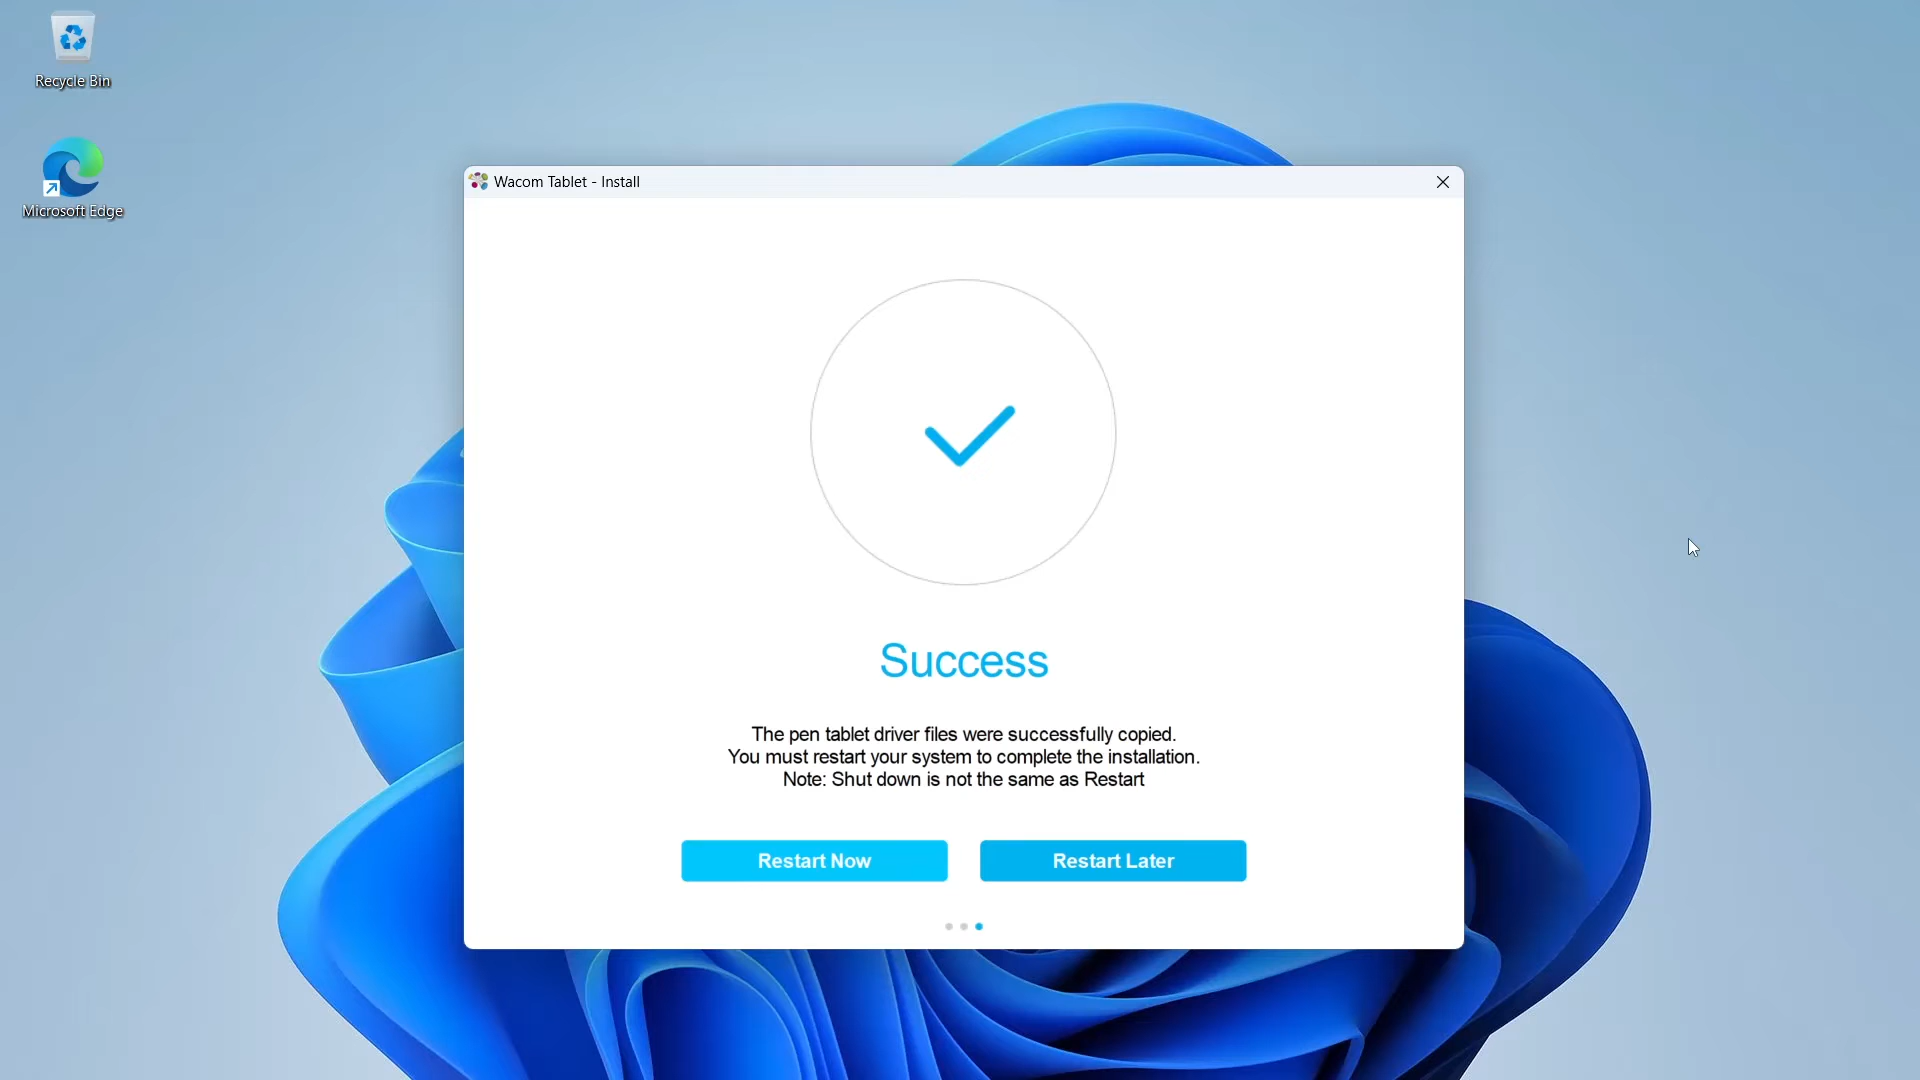 Recycle Bin
Microsoft Edge
Wacom Tablet - Install
Success
The pen tablet driver files were successfully copied.
You must restart your system to complete the installation.
Note: Shut down is not the same as Restart
Restart Now
Restart Later